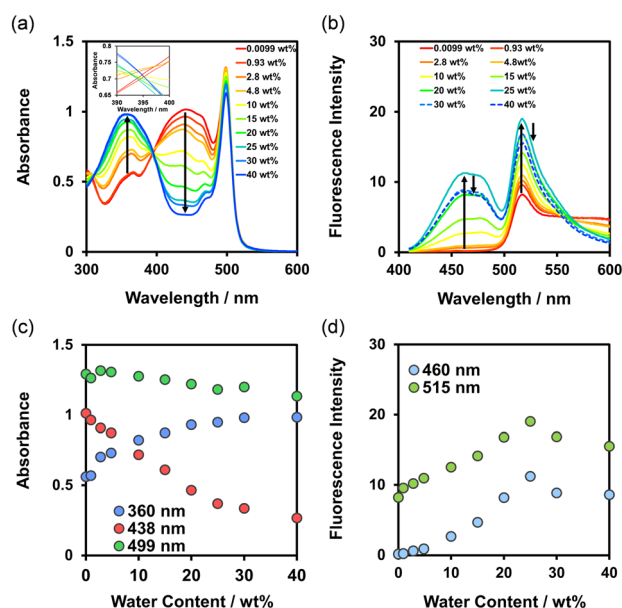 (a)
1.5
1
0.5
0
Absorbance
300 400 500 600
Wavelength / nm
0.8
0.75
0.7
0.65
Absorbance
390 395 400
Wavelength / nm
0.0099 wt%
0.93 wt%
2.8 wt%
4.8 wt%
10 wt%
15 wt%
20 wt%
25 wt%
30 wt%
40 wt%
(b)
30
20
10
0
Fluorescence Intensity
400 450 500 550 600
Wavelength / nm
0.0099 wt% 0.93 wt%
2.8 wt% 4.8wt%
10 wt% 15 wt%
20 wt% 25 wt%
30 wt% 40 wt%
(c)
1.5
1
0.5
0
Absorbance
0 10 20 30 40
Water Content / wt%
360 nm
438 nm
499 nm
(d)
30
20
10
0
Fluorescence Intensity
0 10 20 30 40
Water Content / wt%
460 nm
515 nm